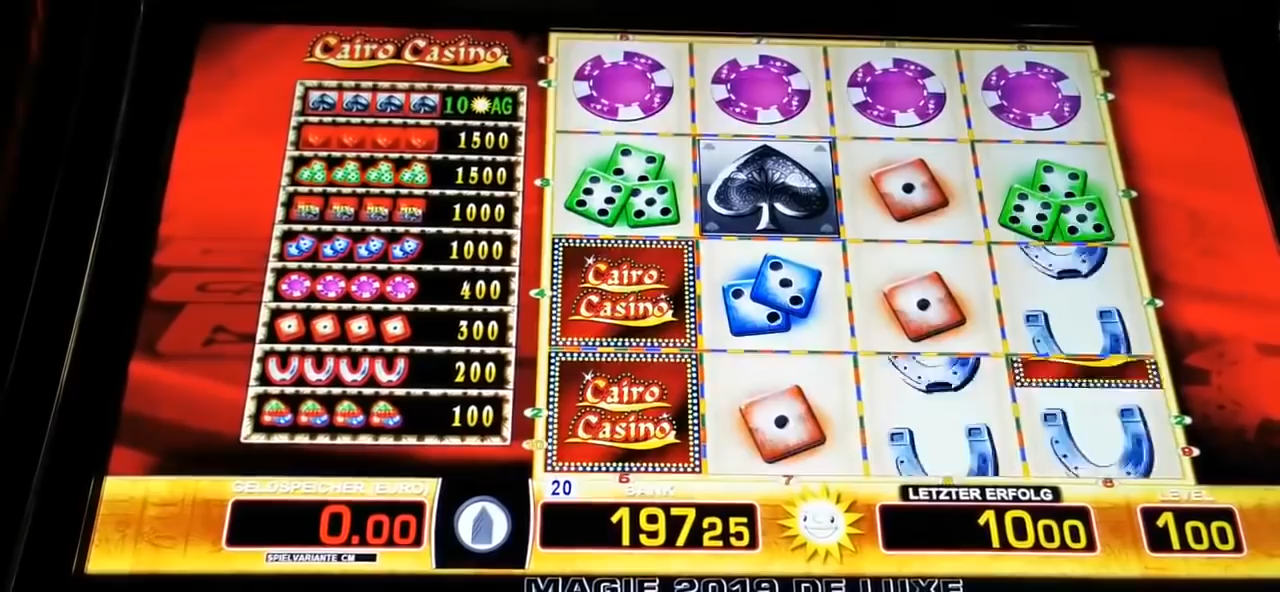 Cairo Casino
10 AG
1500
1500
1000
1000
400
300
200
100
Cairo
Casino
Cairo
Casino
GELDSPEICHER (EURO)
0.00
SPIELVARIANTE CM
20
BANK
19725
LETZTER ERFOLG
1000
LEVEL
100
MAGIE 2019 DE LUXE